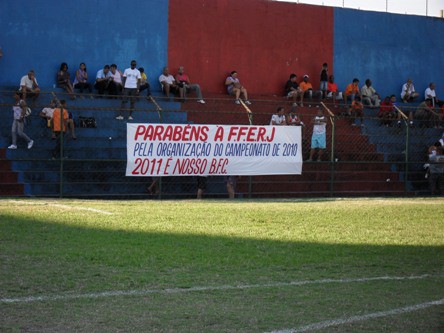 PARABÉNS A FFERJ
PELA ORGANIZAÇÃO DO CAMPEONATO DE 2010
2011 É NOSSO B.F.C.